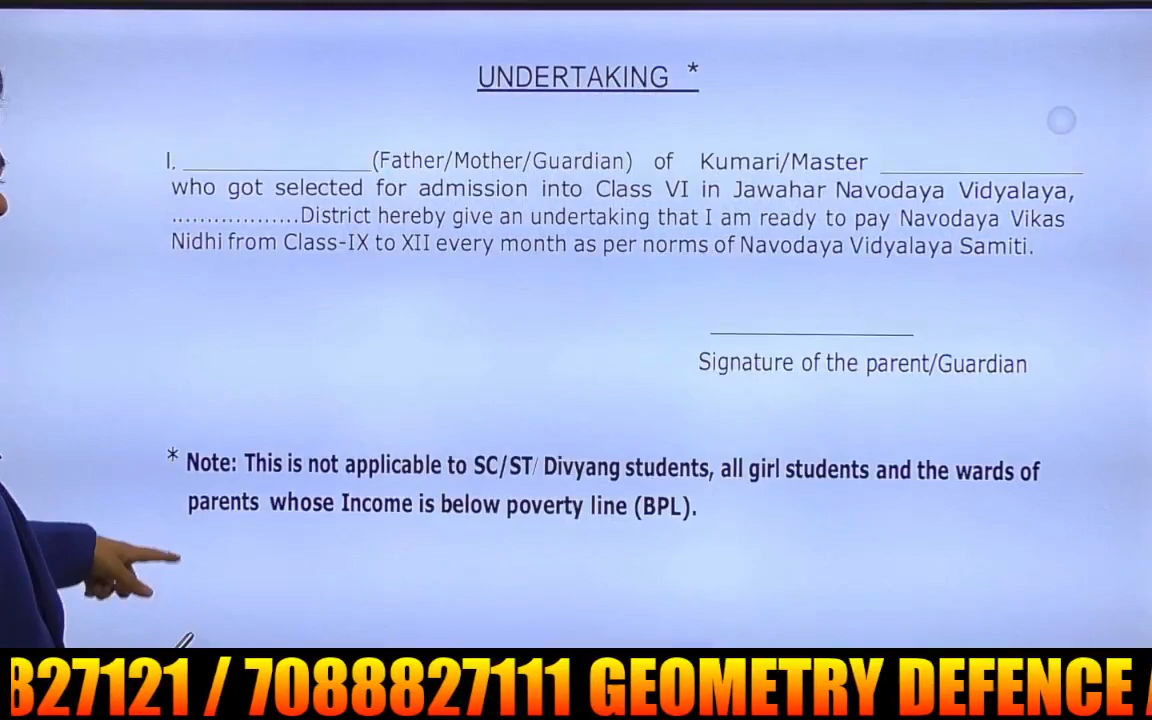 UNDERTAKING *
I. ________________(Father/Mother/Guardian) of Kumari/Master ________________
who got selected for admission into Class VI in Jawahar Navodaya Vidyalaya,
..................District hereby give an undertaking that I am ready to pay Navodaya Vikas
Nidhi from Class-IX to XII every month as per norms of Navodaya Vidyalaya Samiti.
Signature of the parent/Guardian
* Note: This is not applicable to SC/ST/ Divyang students, all girl students and the wards of
parents whose Income is below poverty line (BPL).
827121 / 7088827111 GEOMETRY DEFENCE